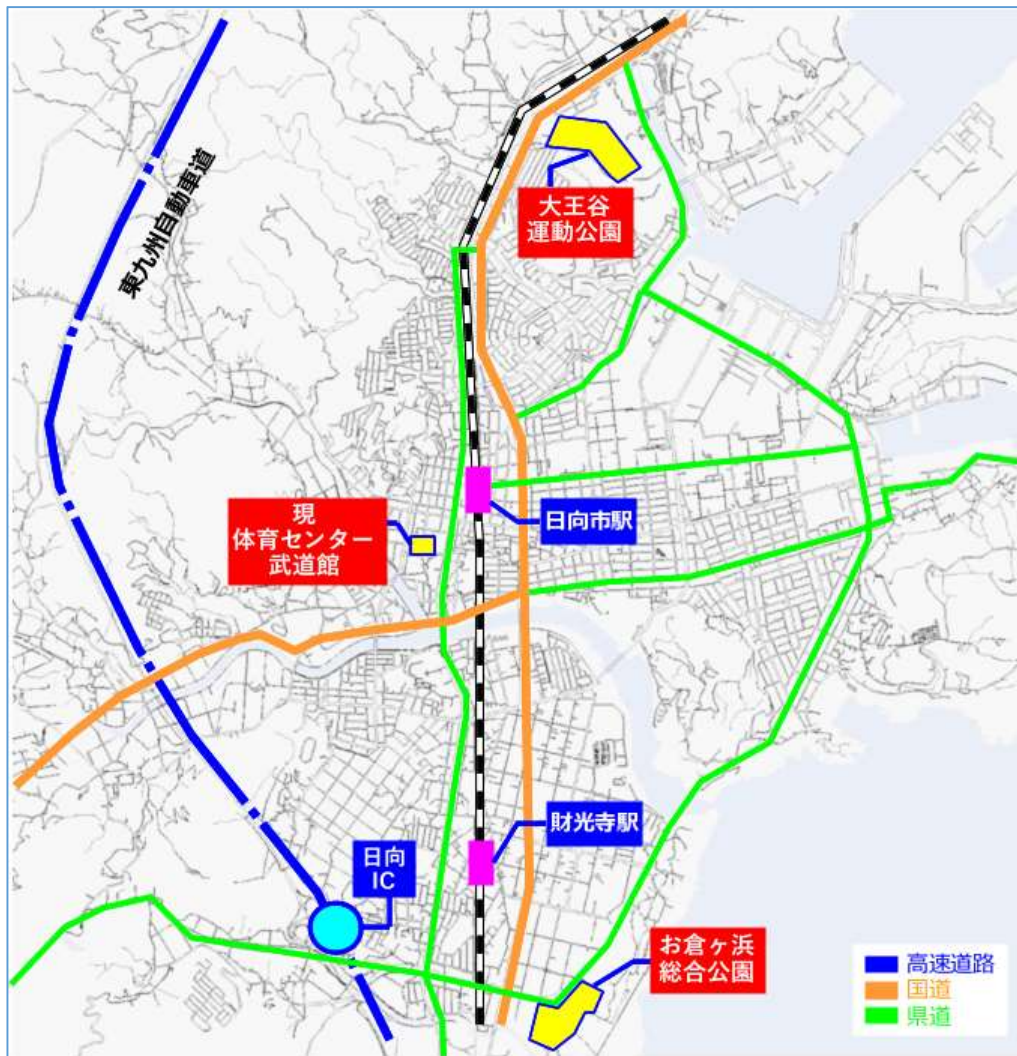 東九州自動車道
大王谷
運動公園
現
体育センター
武道館
日向市駅
財光寺駅
日向
IC
お倉ヶ浜
総合公園
高速道路
国道
県道